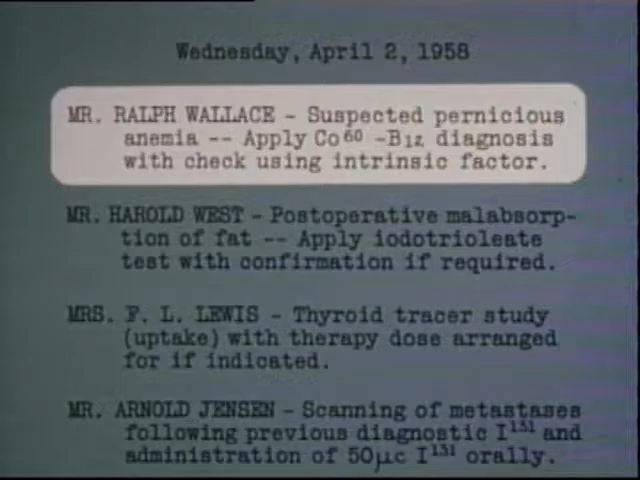 Wednesday, April 2, 1958
MR. RALPH WALLACE - Suspected pernicious
anemia -- Apply Co⁶⁰ -B₁₂ diagnosis
with check using intrinsic factor.
MR. HAROLD WEST - Postoperative malabsorp-
tion of fat -- Apply iodotrioleate
test with confirmation if required.
MRS. F. L. LEWIS - Thyroid tracer study
(uptake) with therapy dose arranged
for if indicated.
MR. ARNOLD JENSEN - Scanning of metastases
following previous diagnostic I¹³¹ and
administration of 50μc I¹³¹ orally.